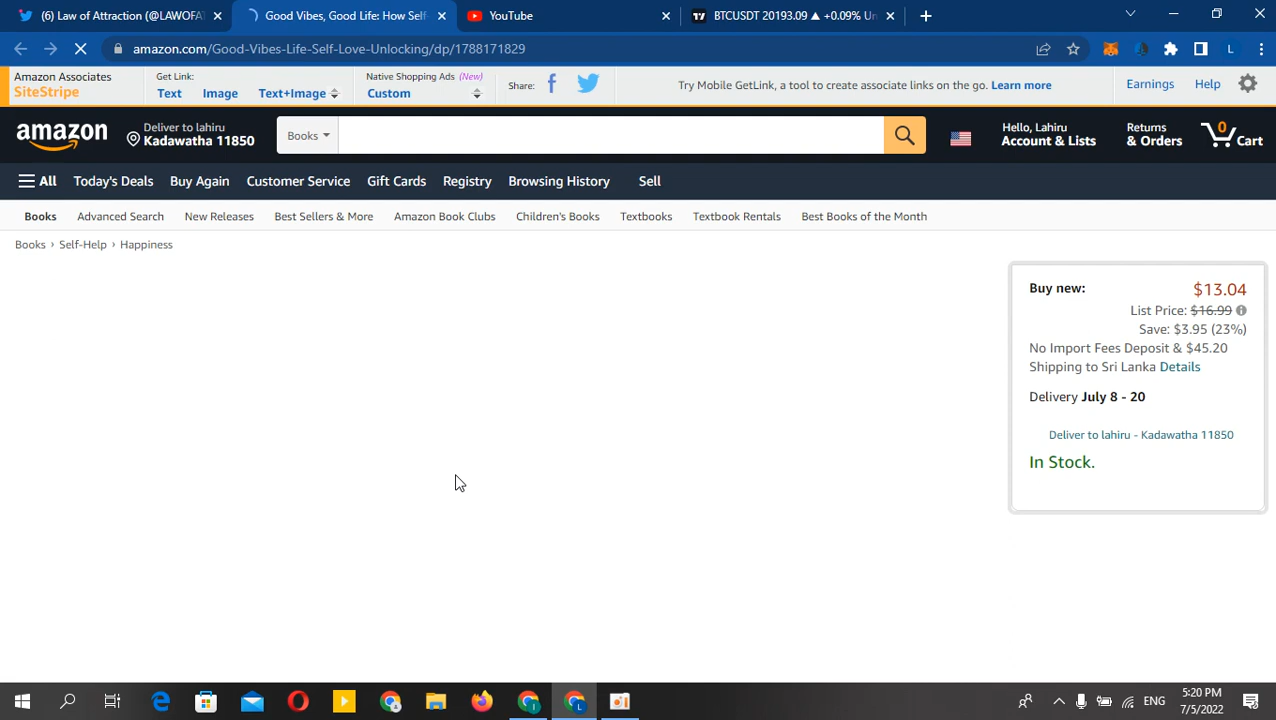 (6) Law of Attraction (@LAWOFAT
Good Vibes, Good Life: How Self-
YouTube
BTCUSDT 20193.09 ▲ +0.09% Un
amazon.com/Good-Vibes-Life-Self-Love-Unlocking/dp/1788171829
L
Amazon Associates
SiteStripe
Get Link:
Text
Image
Text+Image
Native Shopping Ads (New)
Custom
Share:
Try Mobile GetLink, a tool to create associate links on the go. Learn more
Earnings
Help
amazon
Deliver to lahiru
Kadawatha 11850
Books
Hello, Lahiru
Account & Lists
Returns
& Orders
0
Cart
All
Today's Deals
Buy Again
Customer Service
Gift Cards
Registry
Browsing History
Sell
Books
Advanced Search
New Releases
Best Sellers & More
Amazon Book Clubs
Children's Books
Textbooks
Textbook Rentals
Best Books of the Month
Books › Self-Help › Happiness
Buy new: $13.04
List Price: $16.99
Save: $3.95 (23%)
No Import Fees Deposit & $45.20
Shipping to Sri Lanka Details
Delivery July 8 - 20
Deliver to lahiru - Kadawatha 11850
In Stock.
ENG
5:20 PM
7/5/2022